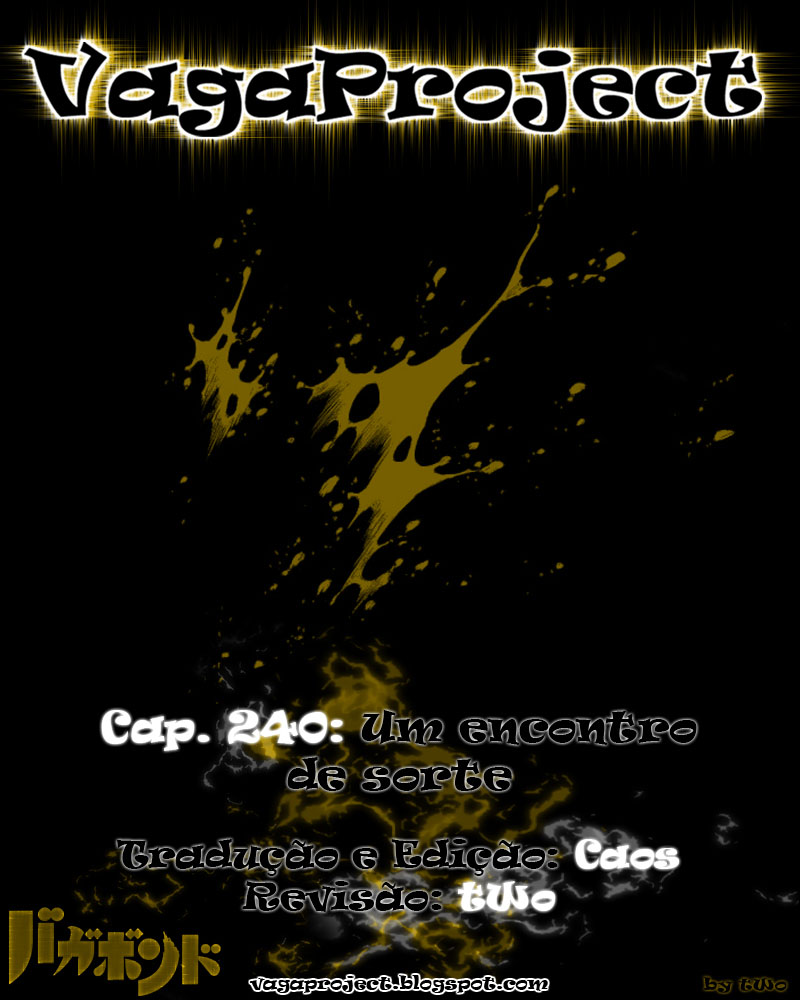 VagaProject
Cap. 240: Um encontro
de sorte
Tradução e Edição: Caos
Revisão: tWo
バガボンド
vagaproject.blogspot.com
by tWo